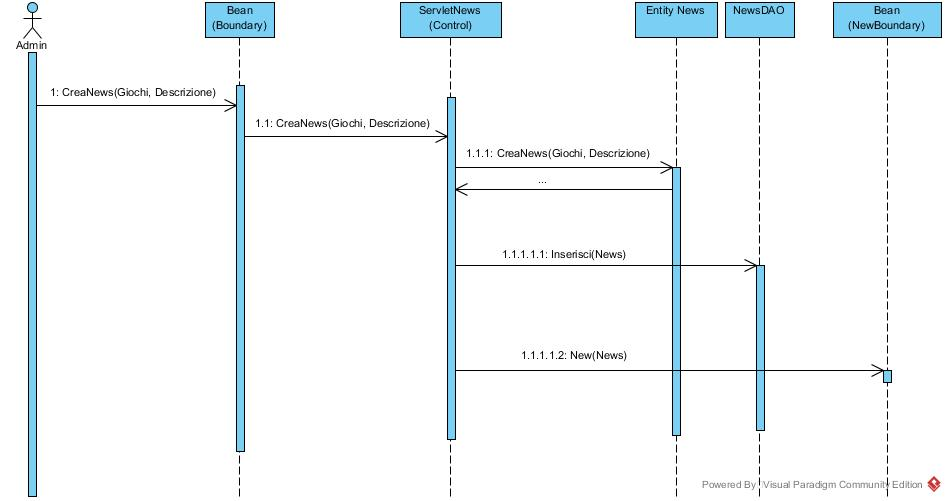 Admin
Bean
(Boundary)
ServletNews
(Control)
Entity News
NewsDAO
Bean
(NewBoundary)
1: CreaNews(Giochi, Descrizione)
1.1: CreaNews(Giochi, Descrizione)
1.1.1: CreaNews(Giochi, Descrizione)
...
1.1.1.1.1: Inserisci(News)
1.1.1.1.2: New(News)
Powered By Visual Paradigm Community Edition